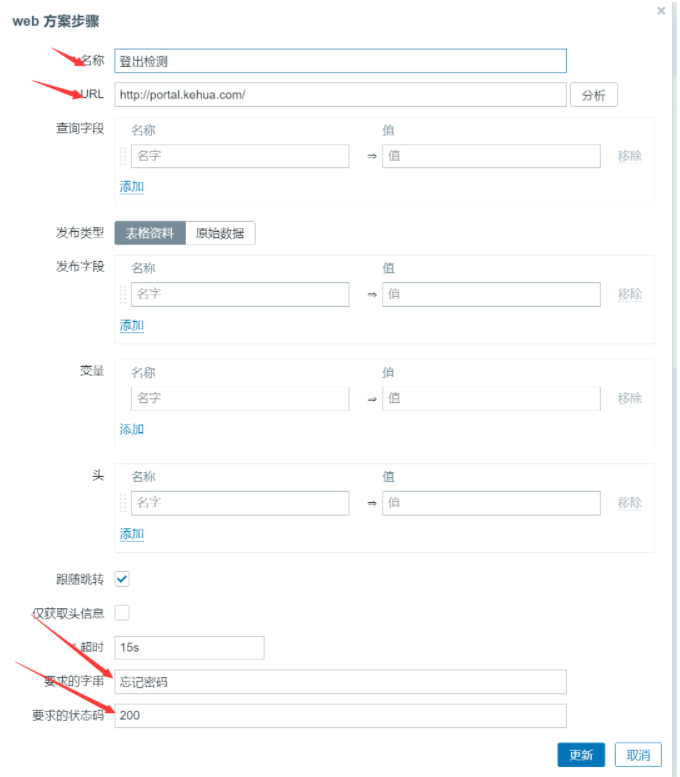 web 方案步骤
×
* 名称 登出检测
* URL http://portal.kehua.com/ 分析
查询字段 名称 值
名字 ⇒ 值 移除
添加
发布类型 表格资料 原始数据
发布字段 名称 值
名字 ⇒ 值 移除
添加
变量 名称 值
名字 ⇒ 值 移除
添加
头 名称 值
名字 ⇒ 值 移除
添加
跟随跳转
仅获取头信息
* 超时 15s
要求的字串 忘记密码
要求的状态码 200
更新 取消